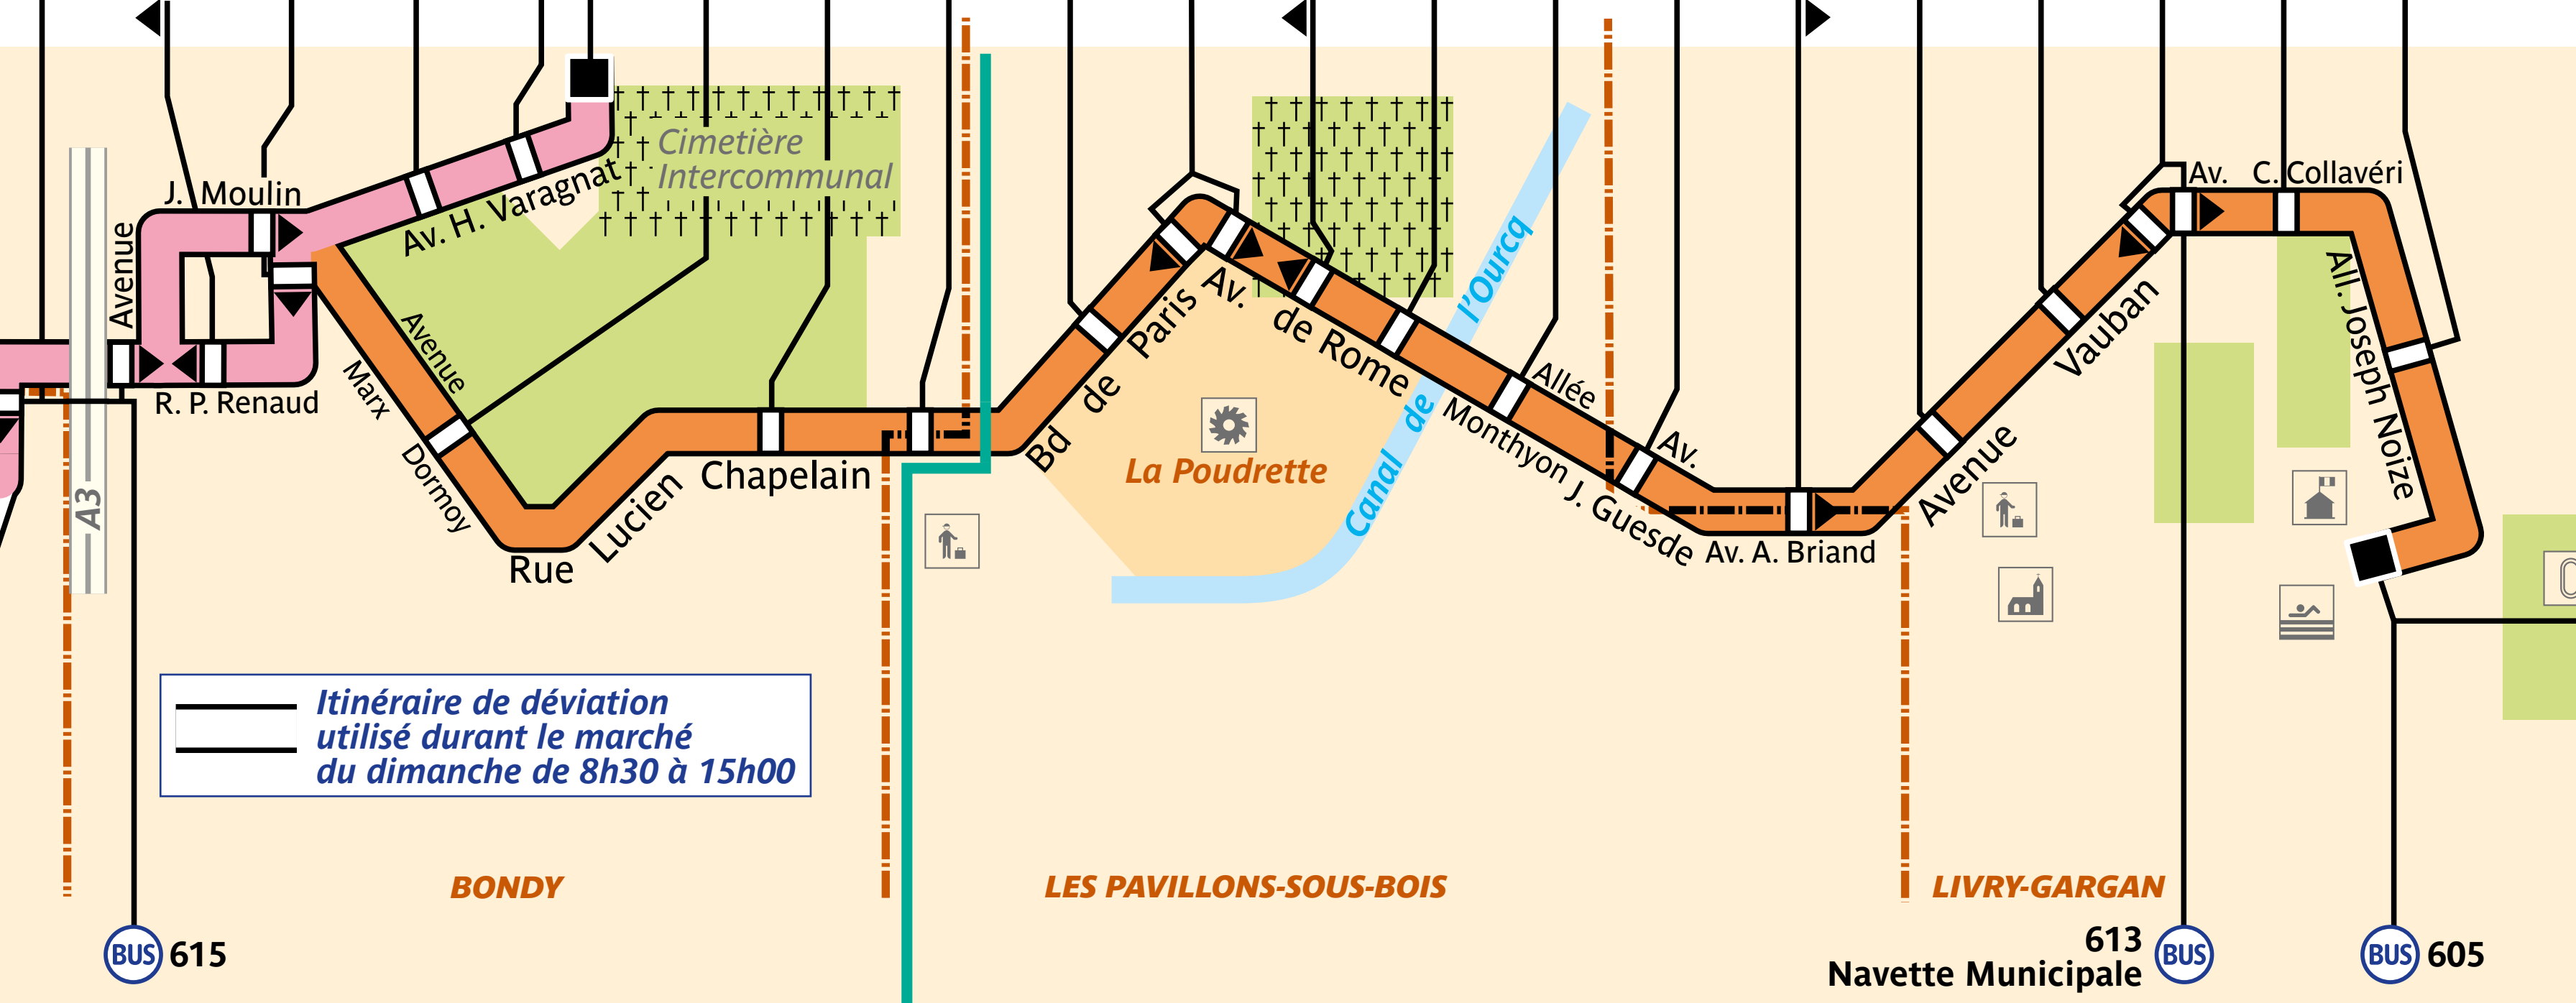 J. Moulin
Avenue
Av. H. Varagnat
Cimetière
Intercommunal
A3
R. P. Renaud
Avenue
Marx
Dormoy
Rue
Lucien
Chapelain
Bd de Paris
Av. de Rome
La Poudrette
Canal de l'Ourcq
Allée
Monthyon
Av.
J. Guesde
Av. A. Briand
Avenue
Vauban
Av. C. Collavéri
All. Joseph Noize
Itinéraire de déviation
utilisé durant le marché
du dimanche de 8h30 à 15h00
BONDY
LES PAVILLONS-SOUS-BOIS
LIVRY-GARGAN
BUS 615
613
Navette Municipale
BUS
BUS 605